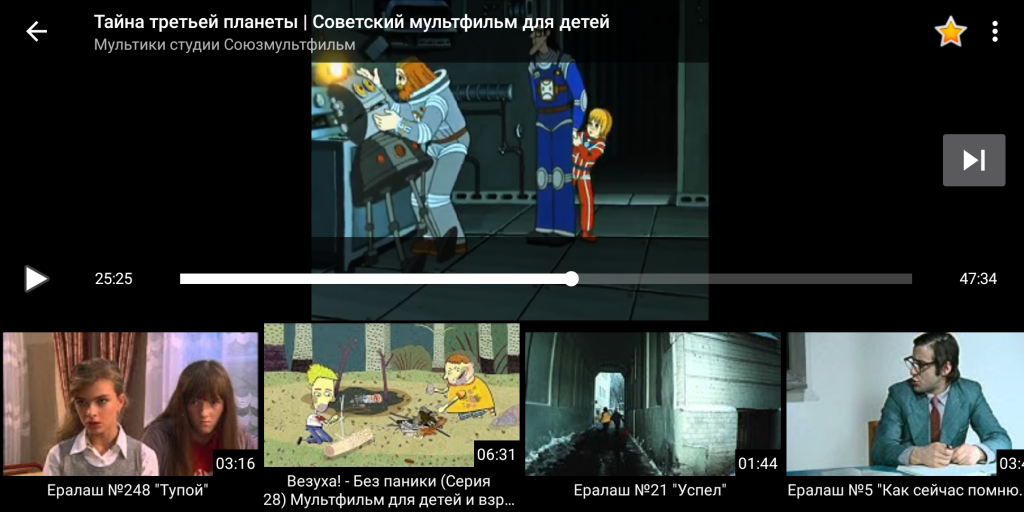 Тайна третьей планеты | Советский мультфильм для детей
Мультики студии Союзмультфильм
25:25
47:34
03:16
06:31
01:44
03:4
Ералаш №248 "Тупой"
Везуха! - Без паники (Серия
28) Мультфильм для детей и взр...
Ералаш №21 "Успел"
Ералаш №5 "Как сейчас помню.